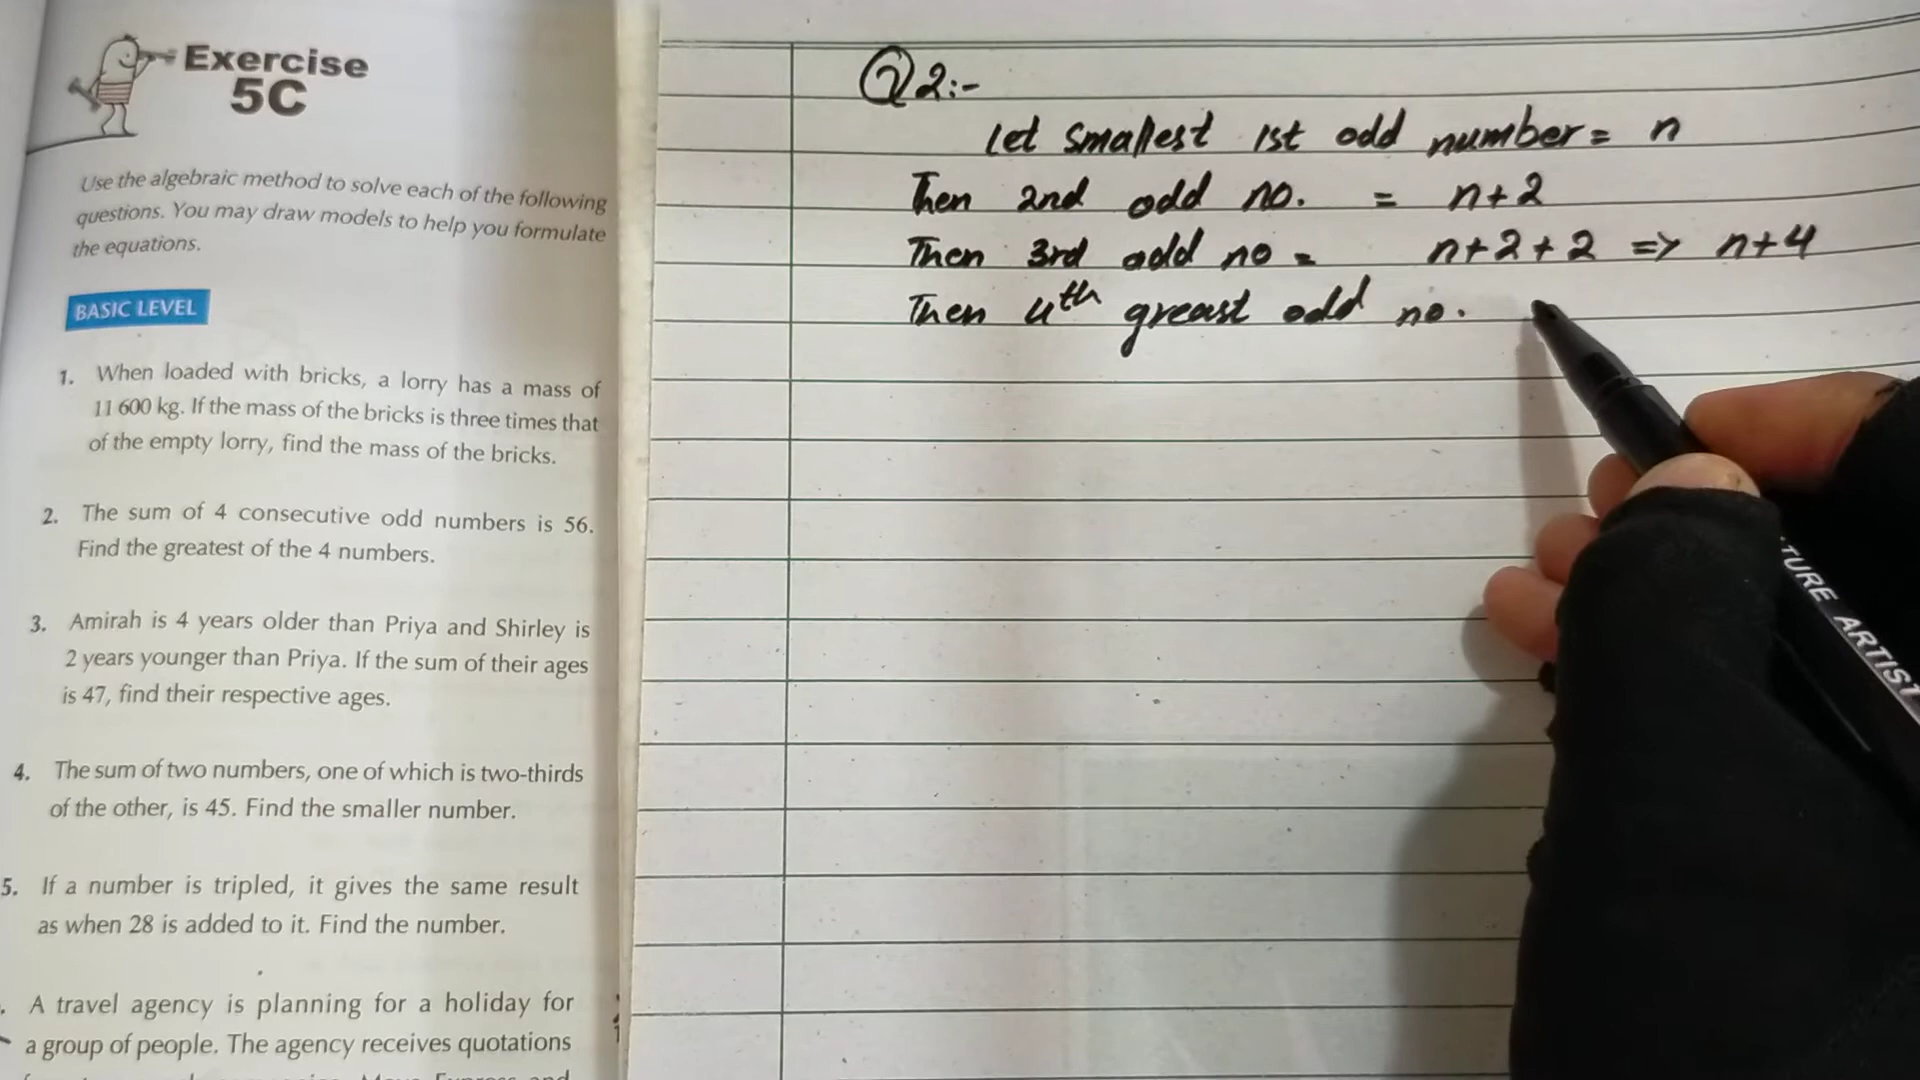 Exercise
5C
Use the algebraic method to solve each of the following
questions. You may draw models to help you formulate
the equations.
BASIC LEVEL
1. When loaded with bricks, a lorry has a mass of
11 600 kg. If the mass of the bricks is three times that
of the empty lorry, find the mass of the bricks.
2. The sum of 4 consecutive odd numbers is 56.
Find the greatest of the 4 numbers.
3. Amirah is 4 years older than Priya and Shirley is
2 years younger than Priya. If the sum of their ages
is 47, find their respective ages.
4. The sum of two numbers, one of which is two-thirds
of the other, is 45. Find the smaller number.
5. If a number is tripled, it gives the same result
as when 28 is added to it. Find the number.
A travel agency is planning for a holiday for
a group of people. The agency receives quotations
Q2:-
Let smallest 1st odd number = n
Then 2nd odd no. = n+2
Then 3rd odd no = n+2+2 => n+4
Then 4th greast odd no.
TURE ARTIST